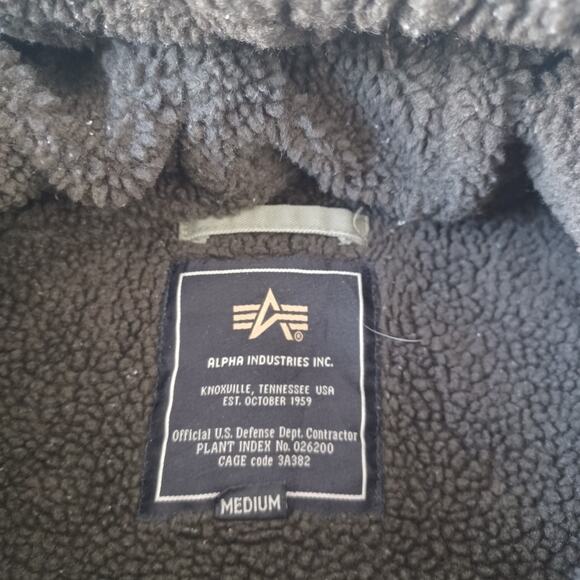 ALPHA INDUSTRIES INC.
KNOXVILLE, TENNESSEE USA
EST. OCTOBER 1959
Official U.S. Defense Dept. Contractor
PLANT INDEX No. 026200
CAGE code 3A382
MEDIUM